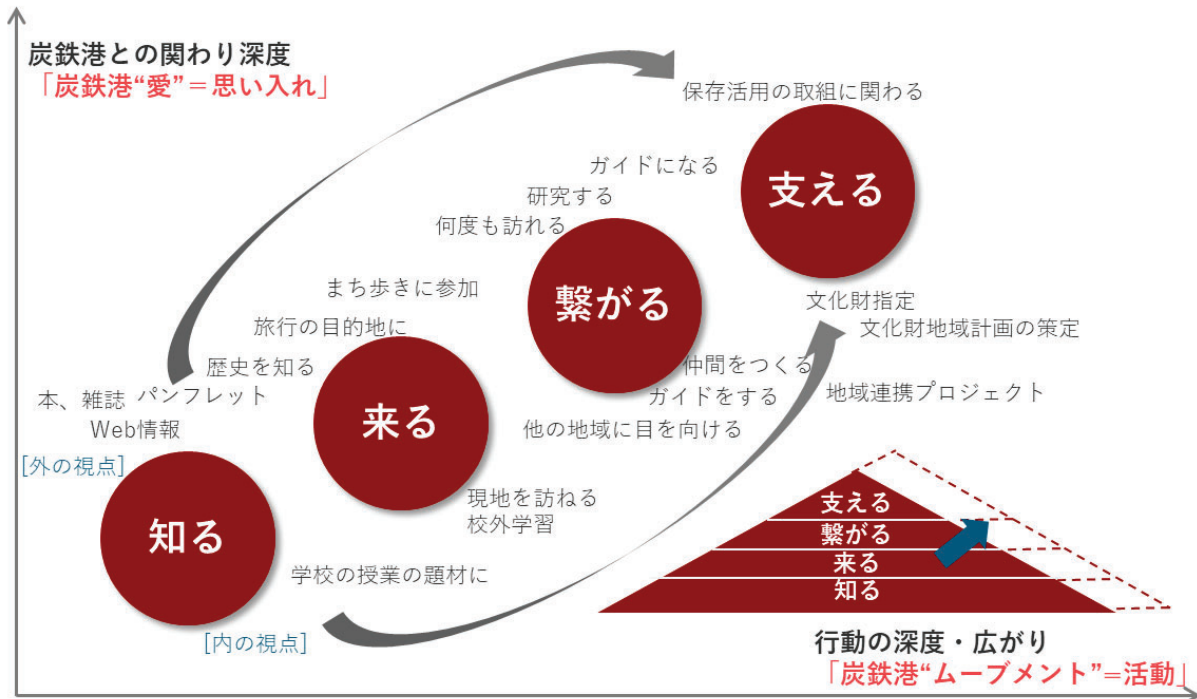 炭鉄港との関わり深度
「炭鉄港“愛”＝思い入れ」
保存活用の取組に関わる
ガイドになる
研究する
何度も訪れる
まち歩きに参加
旅行の目的地に
歴史を知る
本、雑誌 パンフレット
Web情報
[外の視点]
支える
繋がる
来る
知る
文化財指定
文化財地域計画の策定
仲間をつくる
ガイドをする
地域連携プロジェクト
他の地域に目を向ける
現地を訪ねる
校外学習
学校の授業の題材に
[内の視点]
支える
繋がる
来る
知る
行動の深度・広がり
「炭鉄港“ムーブメント”＝活動」